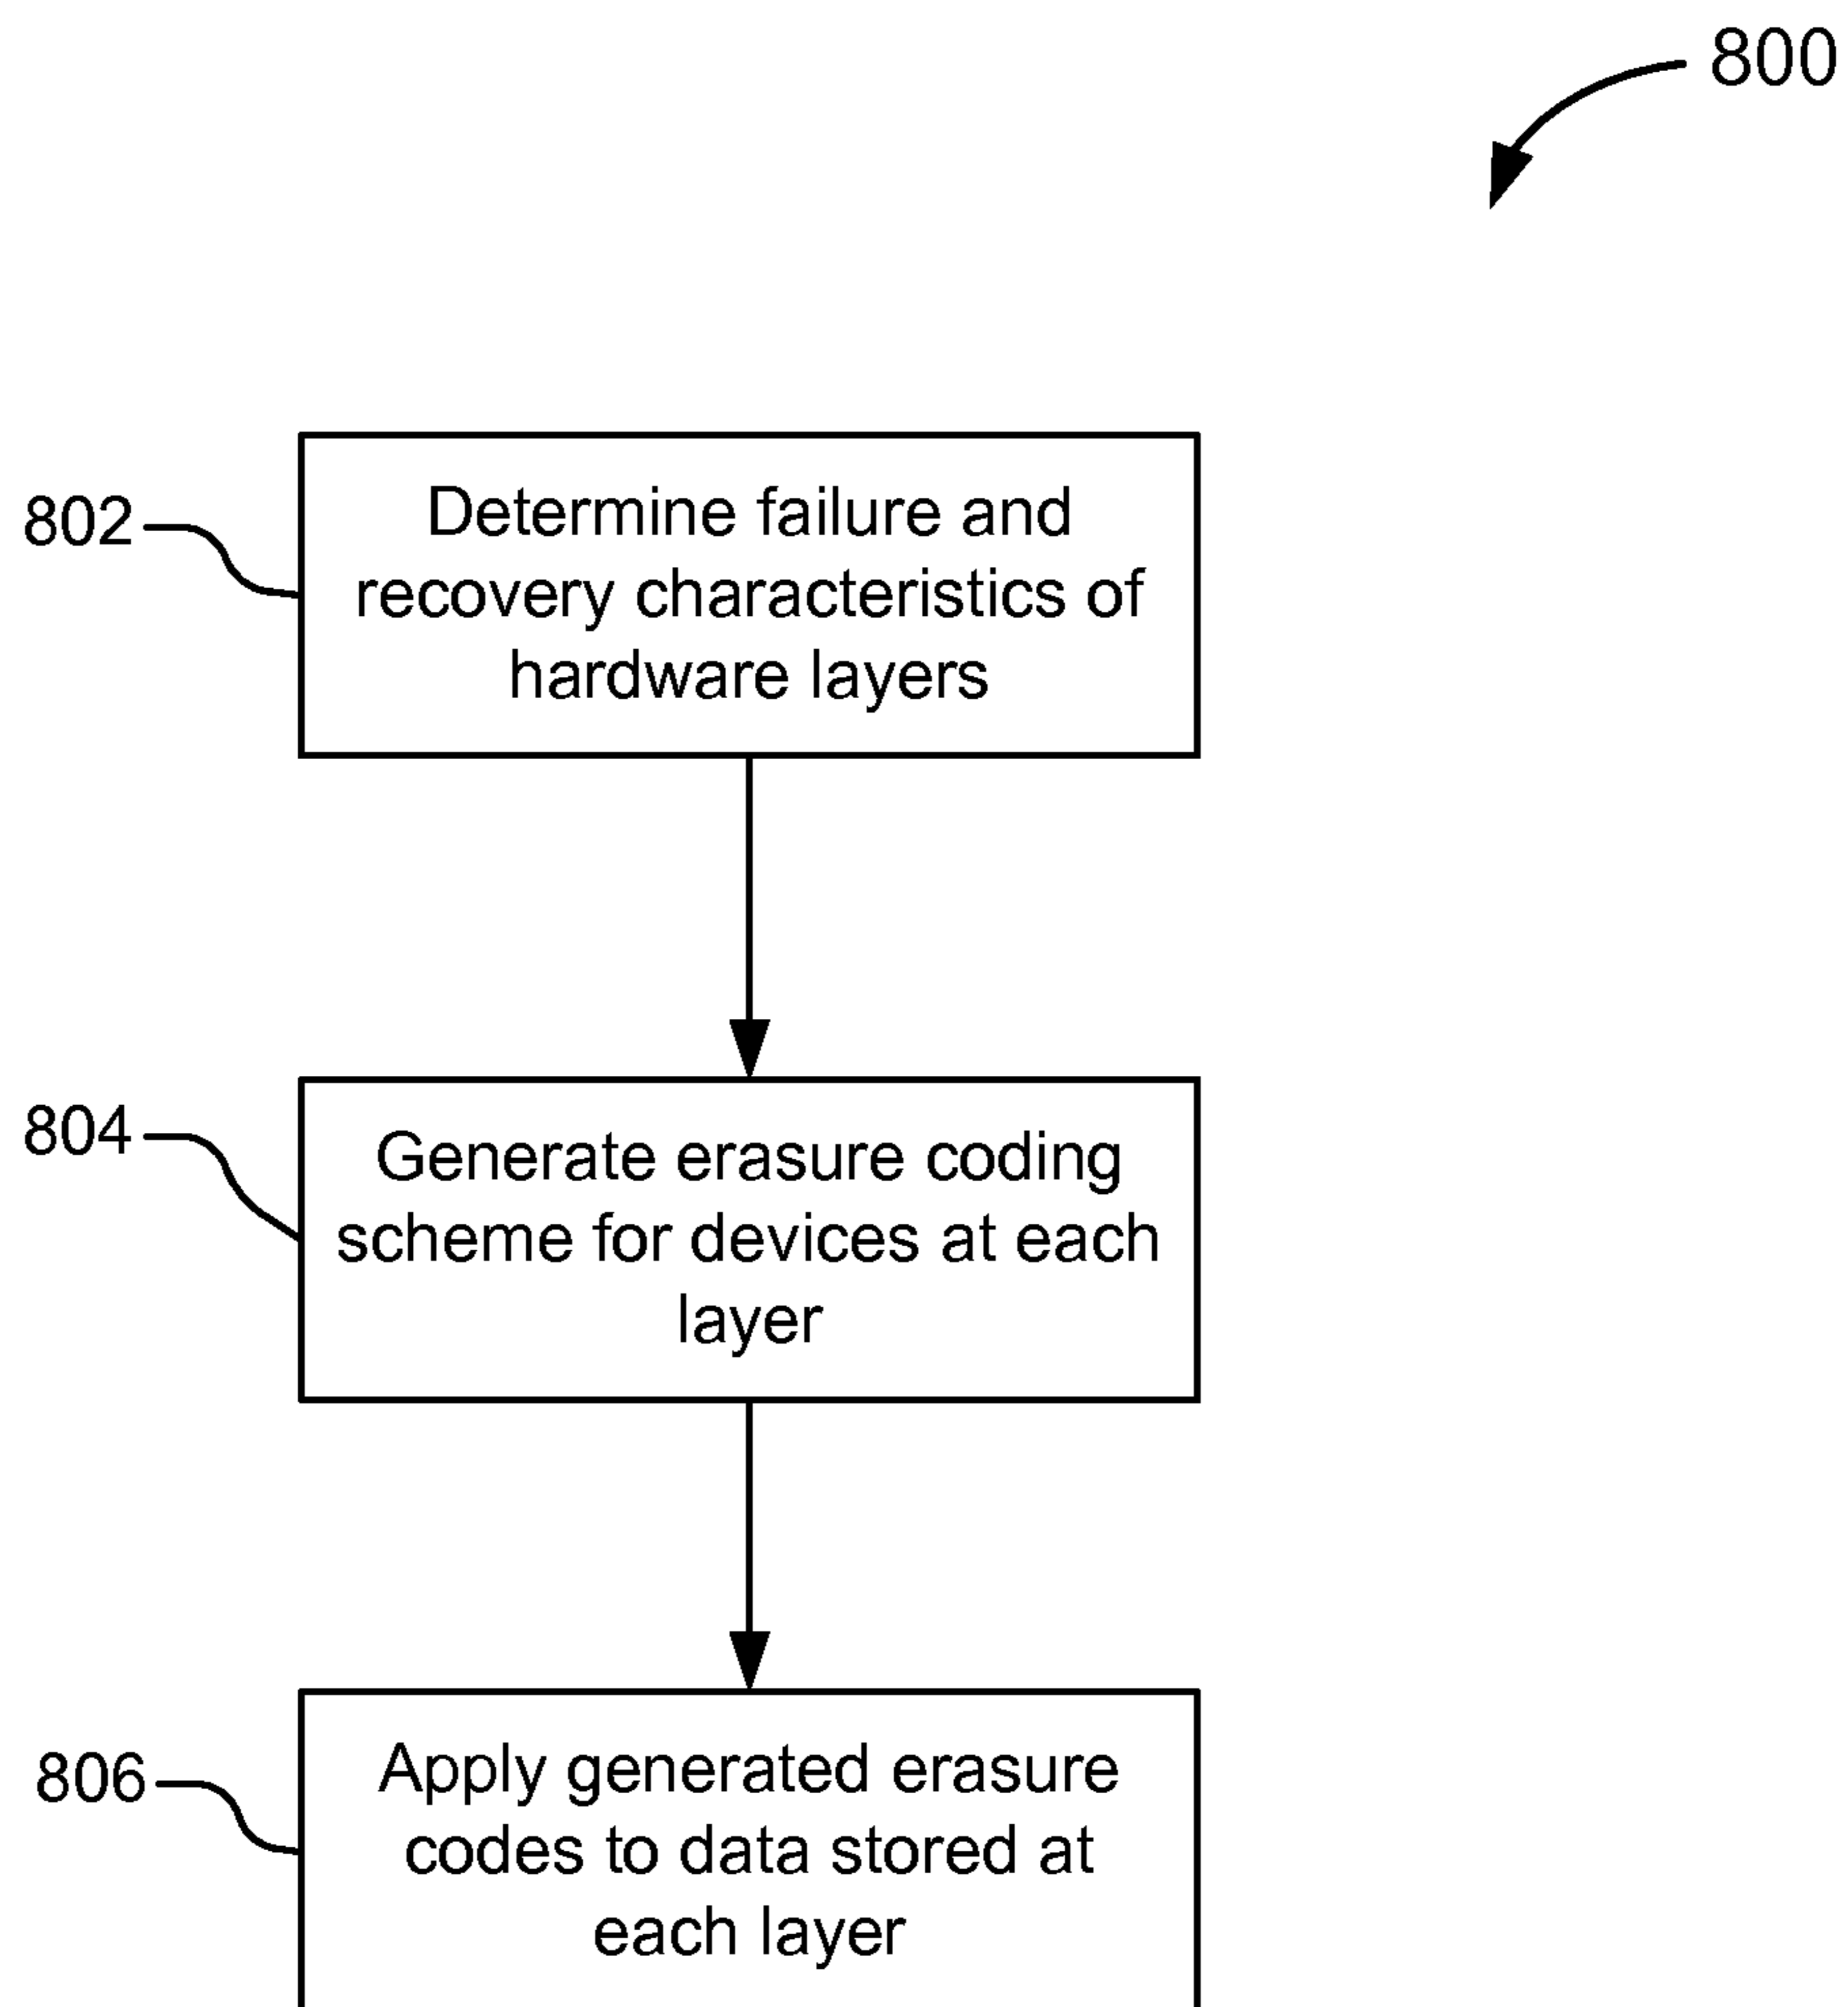 800
802
Determine failure and
recovery characteristics of
hardware layers
804
Generate erasure coding
scheme for devices at each
layer
806
Apply generated erasure
codes to data stored at
each layer